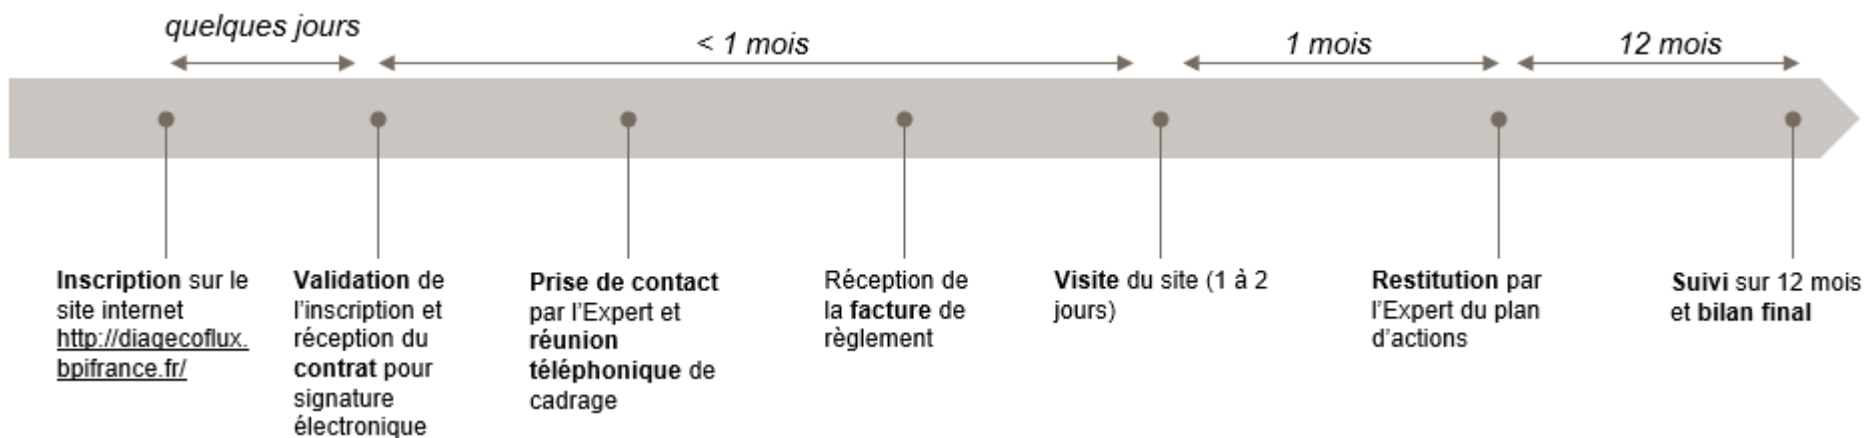 quelques jours
< 1 mois
1 mois
12 mois
Inscription sur le
site internet
http://diagecoflux.
bpifrance.fr/
Validation de
l'inscription et
réception du
contrat pour
signature
électronique
Prise de contact
par l'Expert et
réunion
téléphonique de
cadrage
Réception de
la facture de
règlement
Visite du site (1 à 2
jours)
Restitution par
l'Expert du plan
d'actions
Suivi sur 12 mois
et bilan final